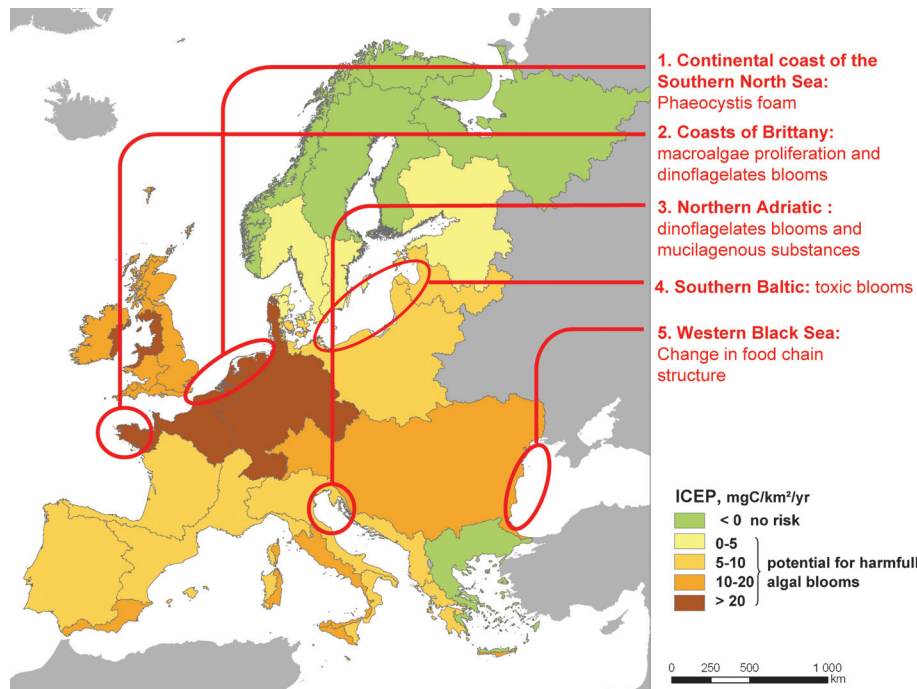 1. Continental coast of the
Southern North Sea:
Phaeocystis foam
2. Coasts of Brittany:
macroalgae proliferation and
dinoflagelates blooms
3. Northern Adriatic :
dinoflagelates blooms and
mucilagenous substances
4. Southern Baltic: toxic blooms
5. Western Black Sea:
Change in food chain
structure
ICEP, mgC/km²/yr
< 0 no risk
0-5
5-10
10-20
> 20
potential for harmfull
algal blooms
0 250 500 1 000
km